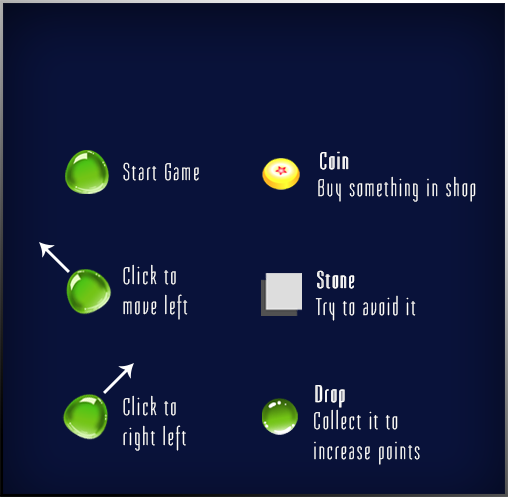 Start Game
Click to
move left
Click to
right left
Coin
Buy something in shop
Stone
Try to avoid it
Drop
Collect it to
increase points